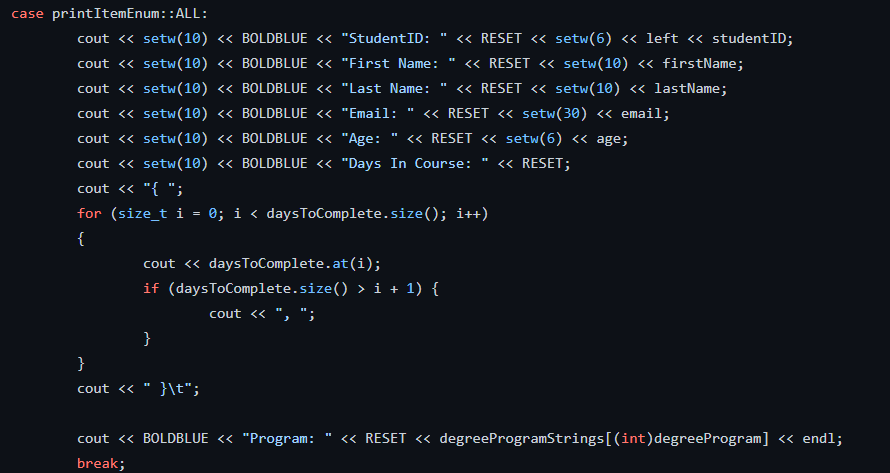 case printItemEnum::ALL:
cout << setw(10) << BOLDBLUE << "StudentID: " << RESET << setw(6) << left << studentID;
cout << setw(10) << BOLDBLUE << "First Name: " << RESET << setw(10) << firstName;
cout << setw(10) << BOLDBLUE << "Last Name: " << RESET << setw(10) << lastName;
cout << setw(10) << BOLDBLUE << "Email: " << RESET << setw(30) << email;
cout << setw(10) << BOLDBLUE << "Age: " << RESET << setw(6) << age;
cout << setw(10) << BOLDBLUE << "Days In Course: " << RESET;
cout << "{ ";
for (size_t i = 0; i < daysToComplete.size(); i++)
{
cout << daysToComplete.at(i);
if (daysToComplete.size() > i + 1) {
cout << ", ";
}
}
cout << " }\t";
cout << BOLDBLUE << "Program: " << RESET << degreeProgramStrings[(int)degreeProgram] << endl;
break;